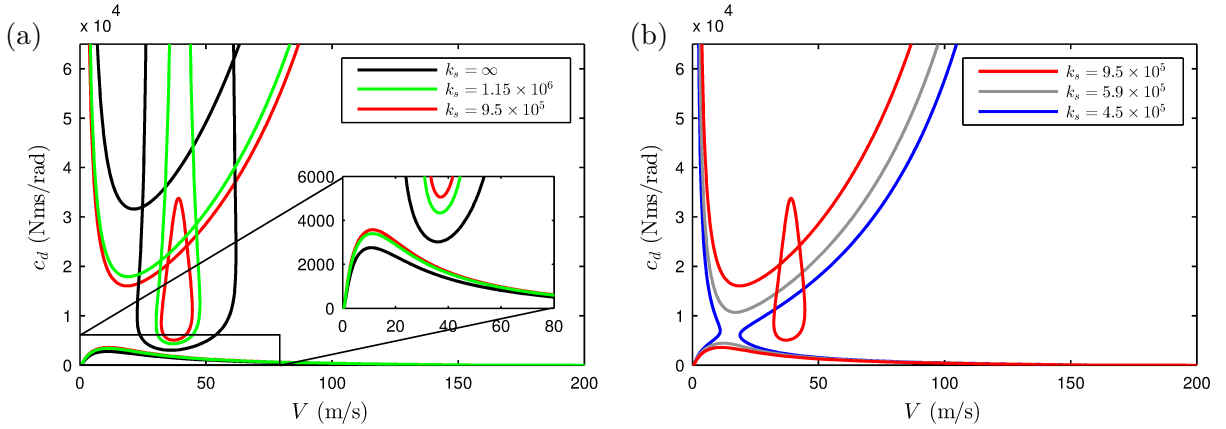 (a)
x 10^4
6
5
4
3
2
1
0
c_d (Nms/rad)
0 50 100 150 200
V (m/s)
k_s = ∞
k_s = 1.15 × 10^6
k_s = 9.5 × 10^5
6000
4000
2000
0
0 20 40 60 80
(b)
x 10^4
6
5
4
3
2
1
0
c_d (Nms/rad)
0 50 100 150 200
V (m/s)
k_s = 9.5 × 10^5
k_s = 5.9 × 10^5
k_s = 4.5 × 10^5